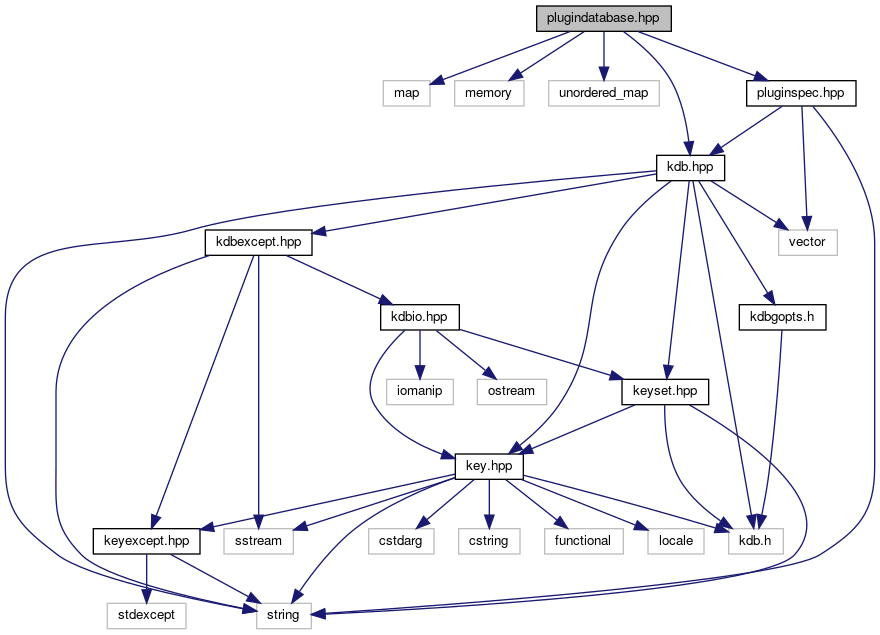 plugindatabase.hpp
map
memory
unordered_map
pluginspec.hpp
kdb.hpp
kdbexcept.hpp
vector
kdbio.hpp
kdbgopts.h
iomanip
ostream
keyset.hpp
key.hpp
keyexcept.hpp
sstream
cstdarg
cstring
functional
locale
kdb.h
stdexcept
string